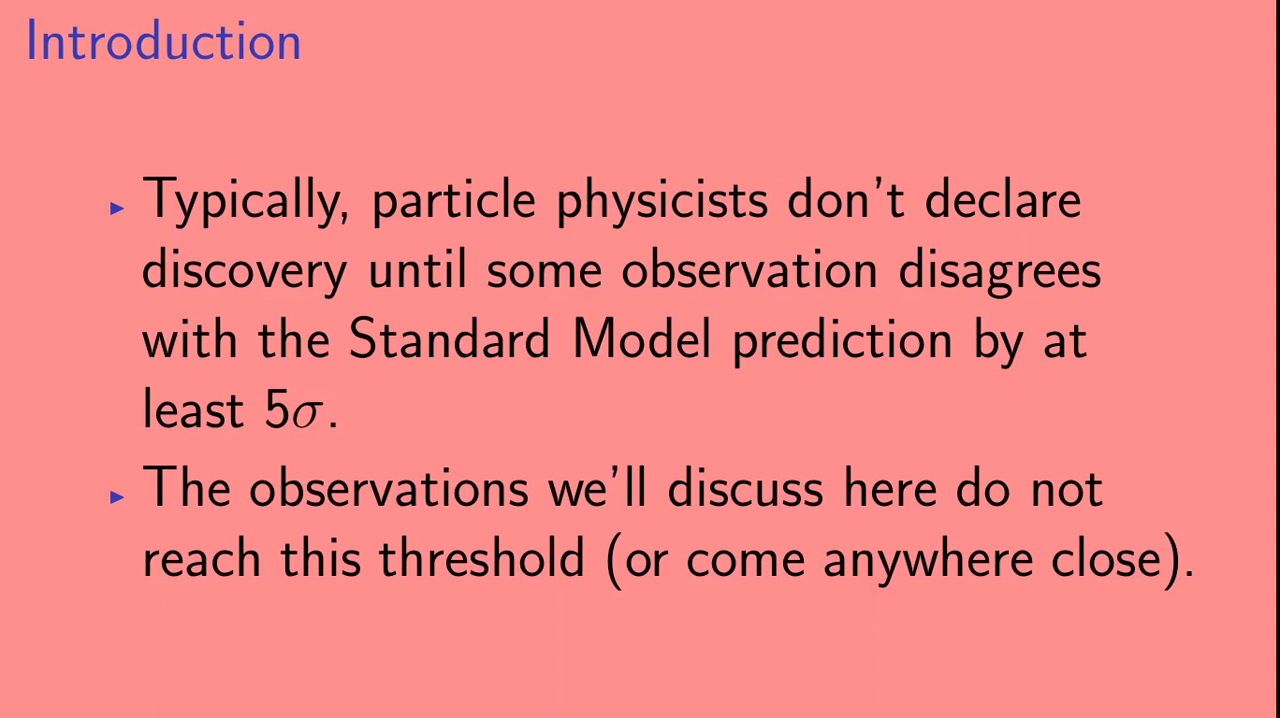 Introduction
▸ Typically, particle physicists don't declare
discovery until some observation disagrees
with the Standard Model prediction by at
least 5σ.
▸ The observations we'll discuss here do not
reach this threshold (or come anywhere close).